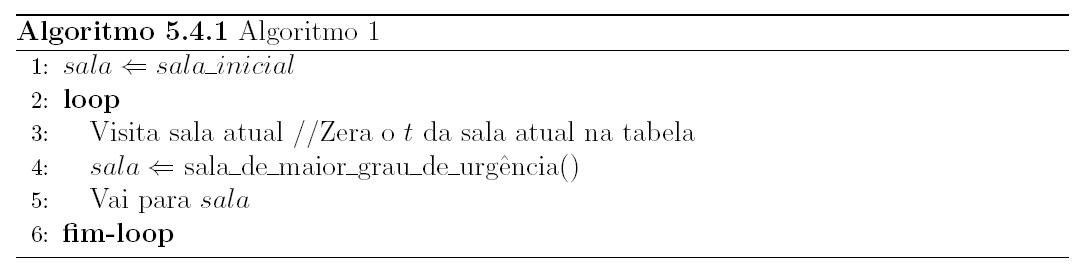 Algoritmo 5.4.1 Algoritmo 1
1: sala ⇐ sala_inicial
2: loop
3: Visita sala atual //Zera o t da sala atual na tabela
4: sala ⇐ sala_de_maior_grau_de_urgência()
5: Vai para sala
6: fim-loop